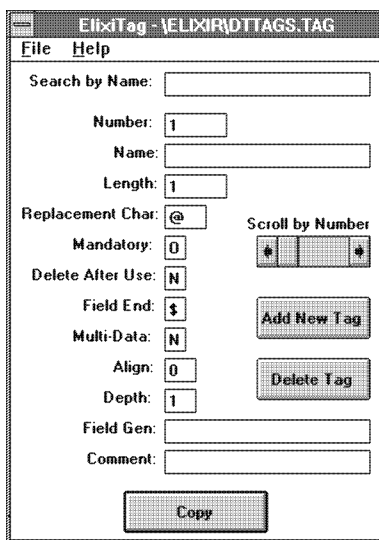 ElixiTag - \ELIXIR\DTTAGS.TAG
File Help
Search by Name:
Number: 1
Name:
Length: 1
Replacement Char: @
Scroll by Number
Mandatory: O
Delete After Use: N
Field End: $
Add New Tag
Multi-Data: N
Align: 0
Delete Tag
Depth: 1
Field Gen:
Comment:
Copy